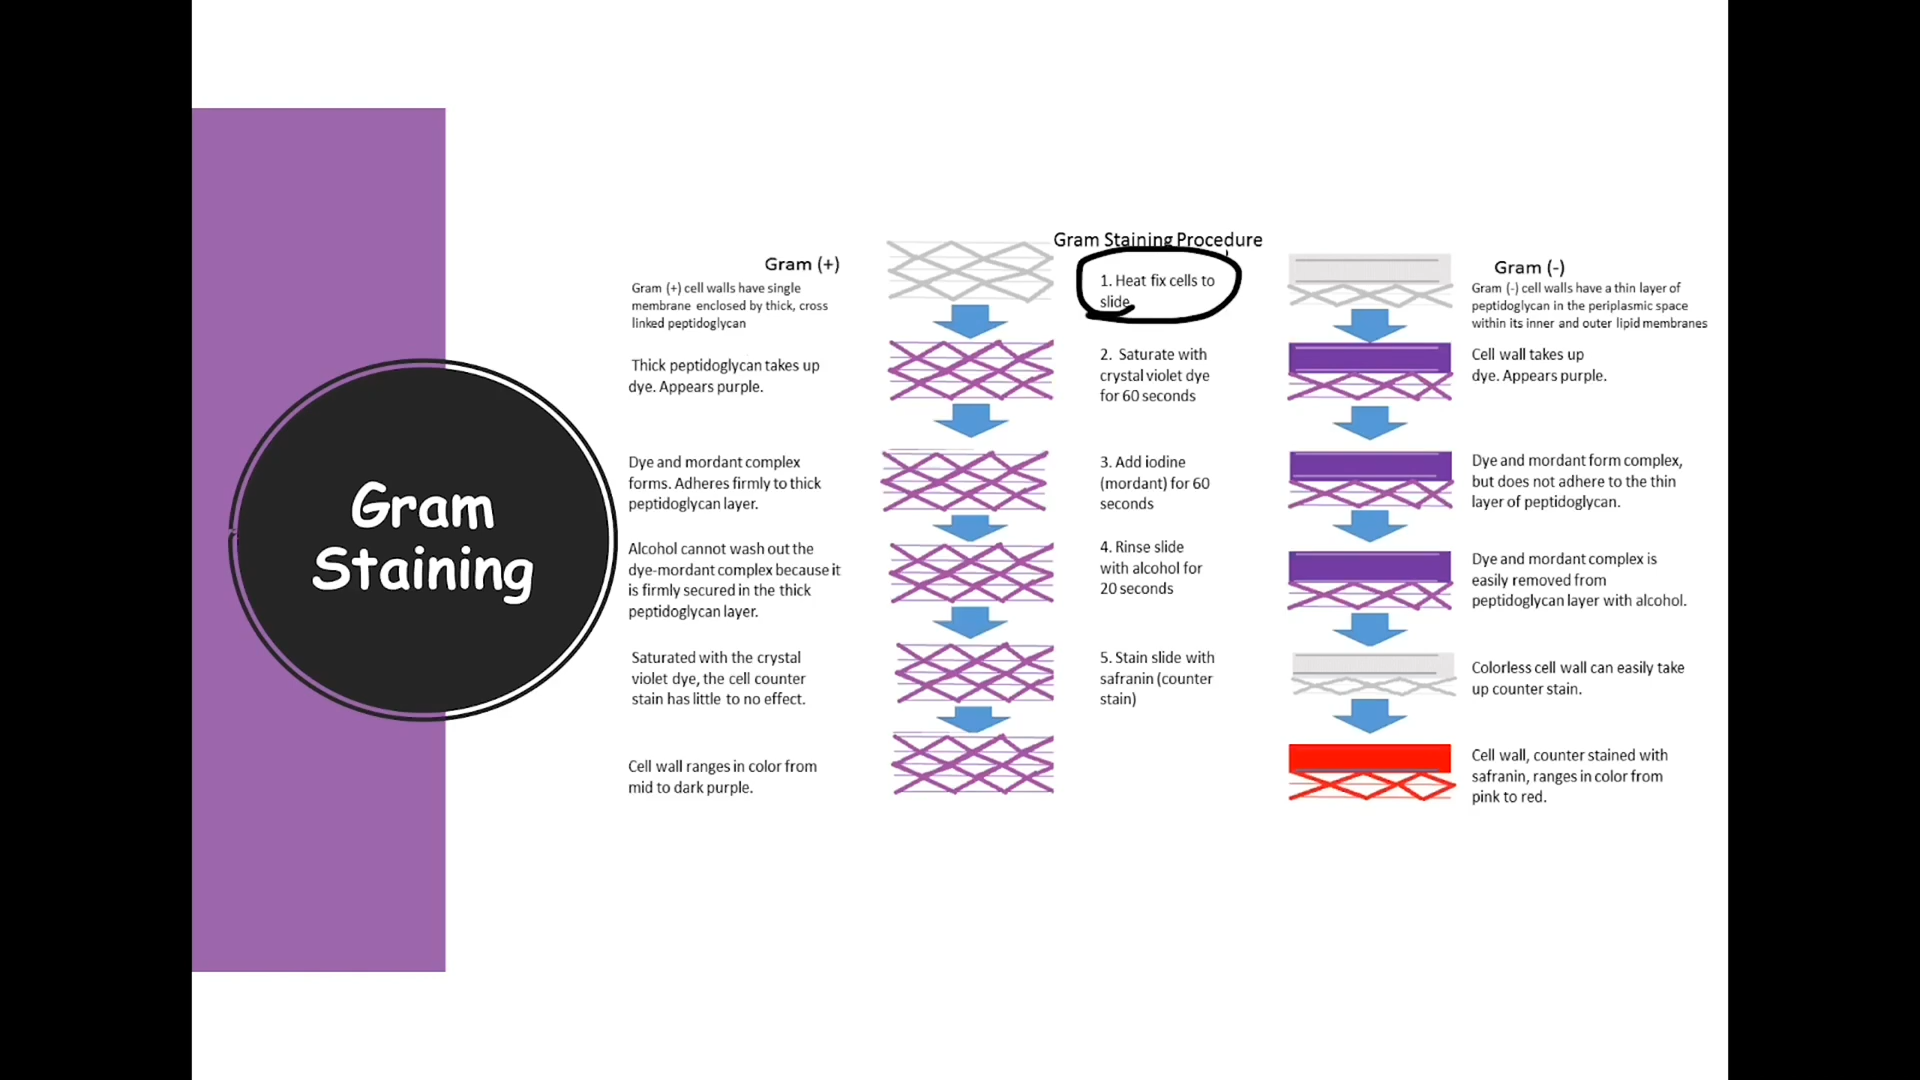 Gram
Staining
Gram Staining Procedure
Gram (+)
Gram (+) cell walls have single
membrane enclosed by thick, cross
linked peptidoglycan
1. Heat fix cells to
slide
Gram (-)
Gram (-) cell walls have a thin layer of
peptidoglycan in the periplasmic space
within its inner and outer lipid membranes
Thick peptidoglycan takes up
dye. Appears purple.
2. Saturate with
crystal violet dye
for 60 seconds
Cell wall takes up
dye. Appears purple.
Dye and mordant complex
forms. Adheres firmly to thick
peptidoglycan layer.
3. Add iodine
(mordant) for 60
seconds
Dye and mordant form complex,
but does not adhere to the thin
layer of peptidoglycan.
Alcohol cannot wash out the
dye-mordant complex because it
is firmly secured in the thick
peptidoglycan layer.
4. Rinse slide
with alcohol for
20 seconds
Dye and mordant complex is
easily removed from
peptidoglycan layer with alcohol.
Saturated with the crystal
violet dye, the cell counter
stain has little to no effect.
5. Stain slide with
safranin (counter
stain)
Colorless cell wall can easily take
up counter stain.
Cell wall ranges in color from
mid to dark purple.
Cell wall, counter stained with
safranin, ranges in color from
pink to red.